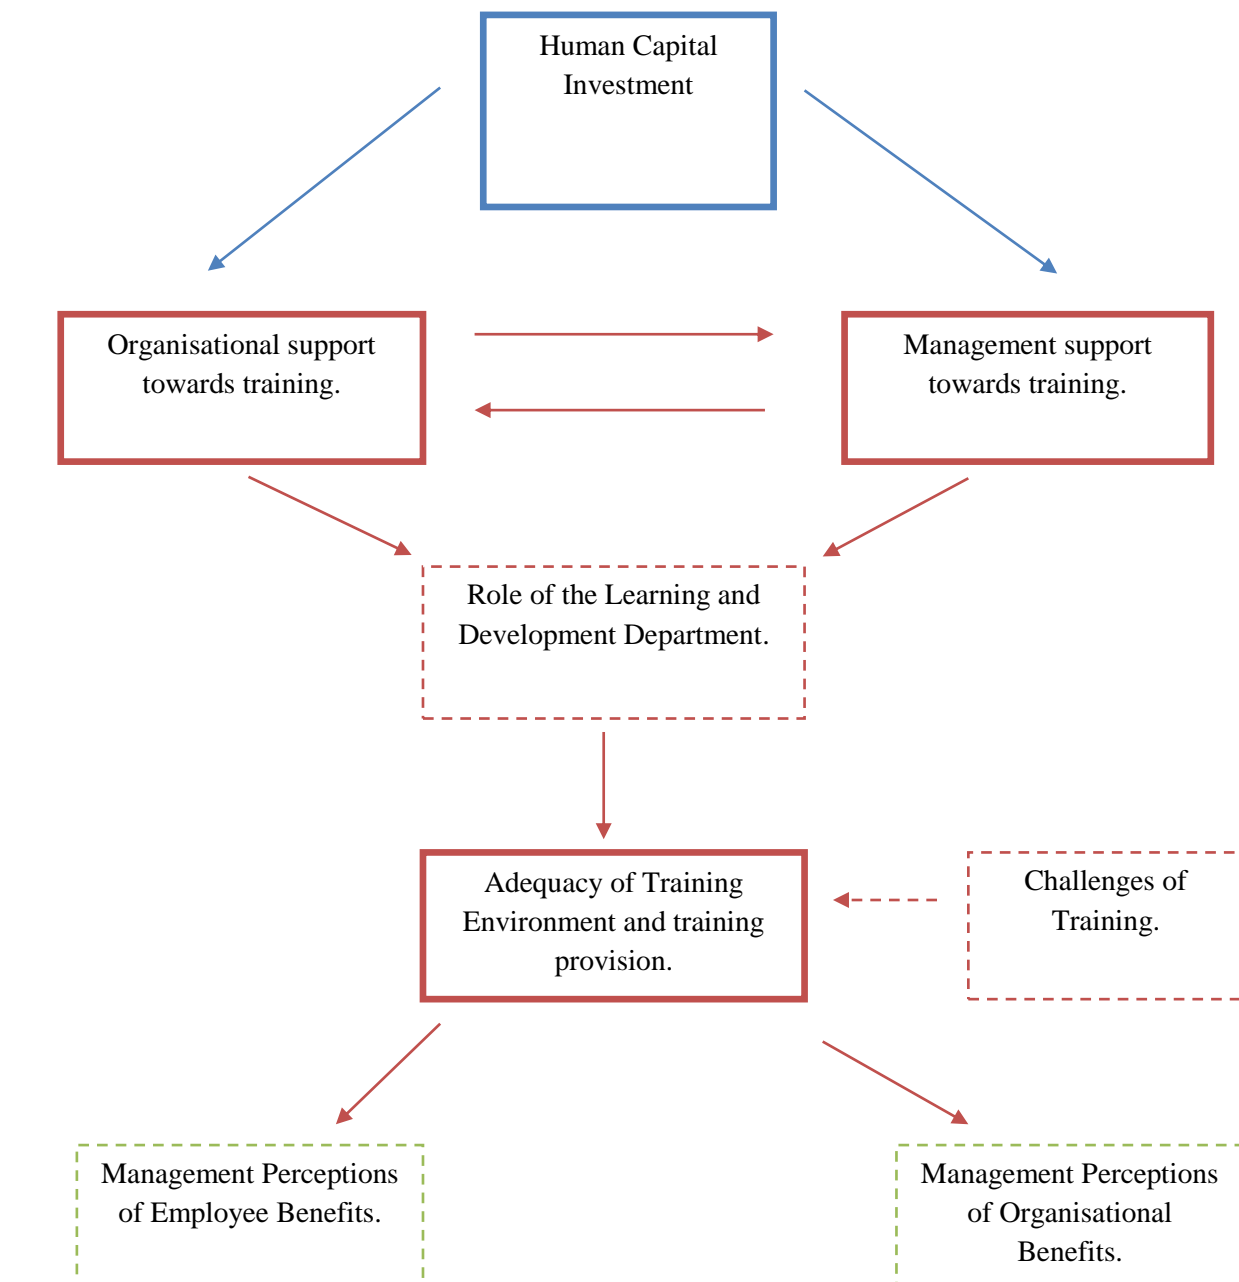 Human Capital
Investment
Organisational support
towards training.
Management support
towards training.
Role of the Learning and
Development Department.
Adequacy of Training
Environment and training
provision.
Challenges of
Training.
Management Perceptions
of Employee Benefits.
Management Perceptions
of Organisational
Benefits.